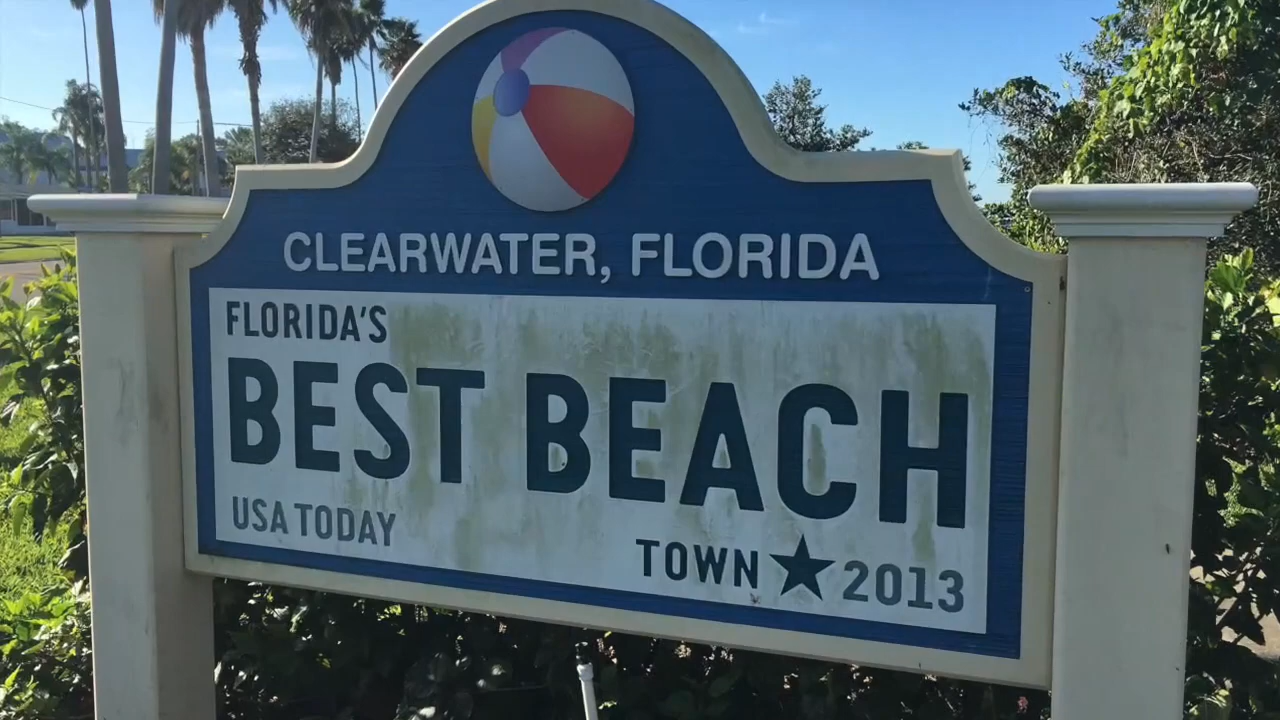 CLEARWATER, FLORIDA
FLORIDA'S
BEST BEACH
USA TODAY
TOWN★2013